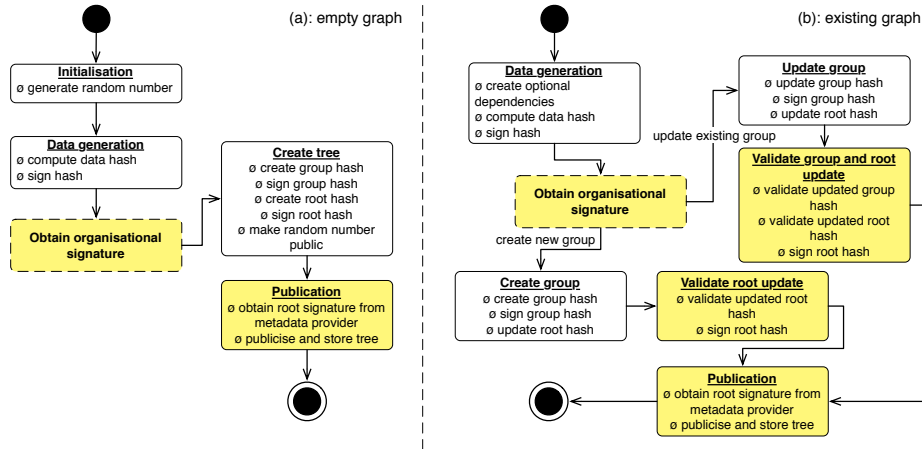 (a): empty graph
Initialisation
ø generate random number
Data generation
ø compute data hash
ø sign hash
Obtain organisational
signature
Create tree
ø create group hash
ø sign group hash
ø create root hash
ø sign root hash
ø make random number
public
Publication
ø obtain root signature from
metadata provider
ø publicise and store tree
(b): existing graph
Data generation
ø create optional
dependencies
ø compute data hash
ø sign hash
Obtain organisational
signature
update existing group
Update group
ø update group hash
ø sign group hash
ø update root hash
Validate group and root
update
ø validate updated group
hash
ø validate updated root
hash
ø sign root hash
create new group
Create group
ø create group hash
ø sign group hash
ø update root hash
Validate root update
ø validate updated root
hash
ø sign root hash
Publication
ø obtain root signature from
metadata provider
ø publicise and store tree